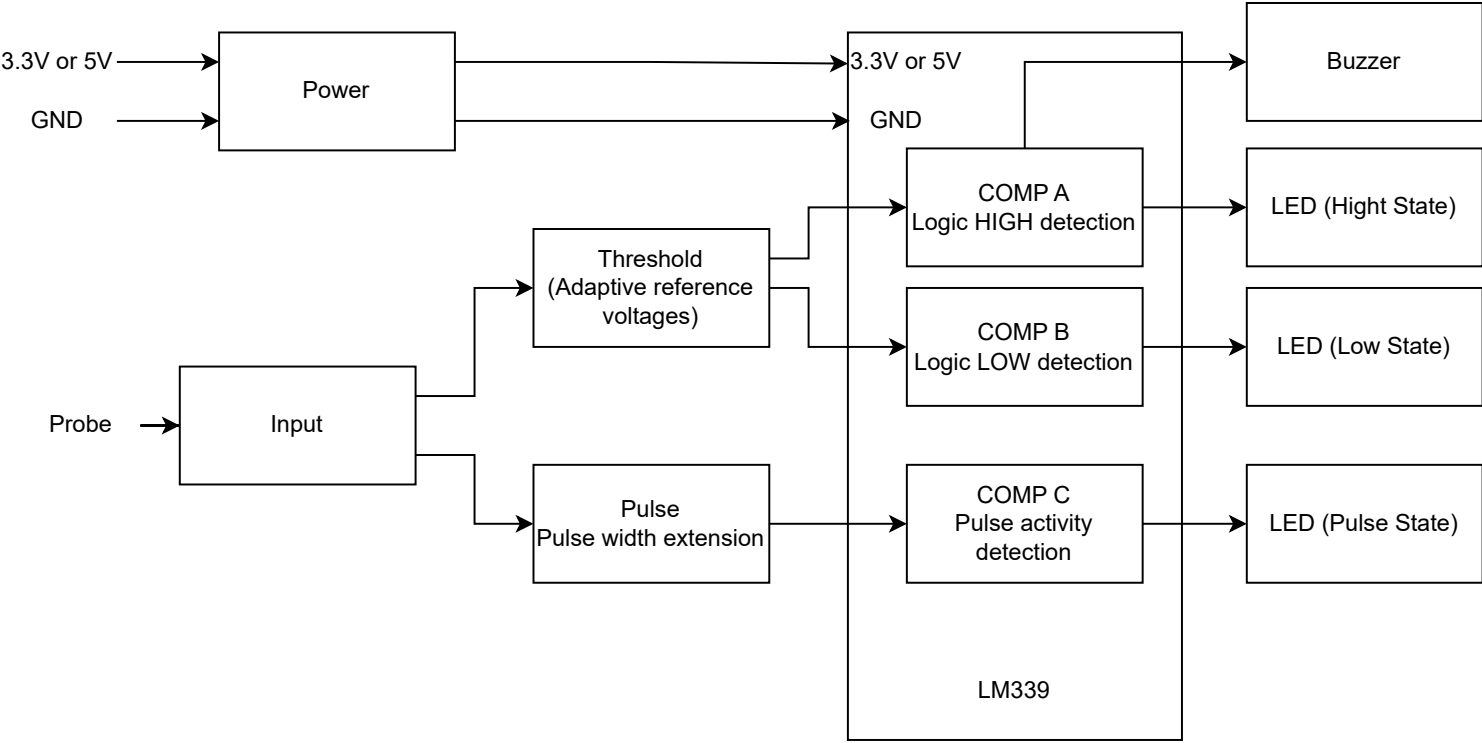 3.3V or 5V
GND
Power
3.3V or 5V
GND
Buzzer
COMP A
Logic HIGH detection
LED (Hight State)
Threshold
(Adaptive reference
voltages)
COMP B
Logic LOW detection
LED (Low State)
Probe
Input
Pulse
Pulse width extension
COMP C
Pulse activity
detection
LED (Pulse State)
LM339